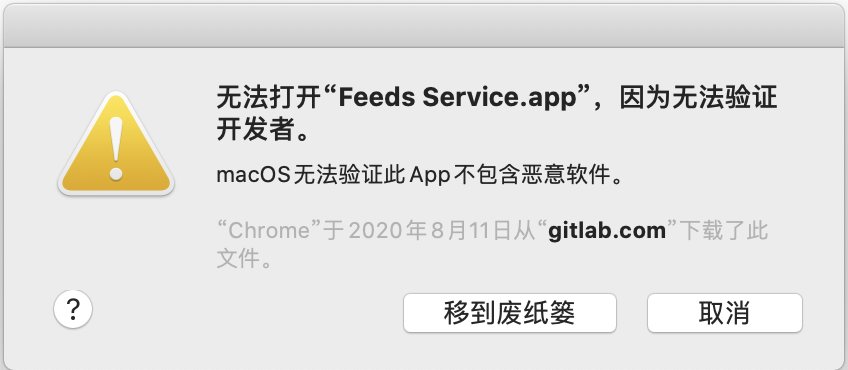 无法打开“Feeds Service.app”，因为无法验证
开发者。
macOS无法验证此App不包含恶意软件。
“Chrome”于2020年8月11日从“gitlab.com”下载了此
文件。
?
移到废纸篓
取消